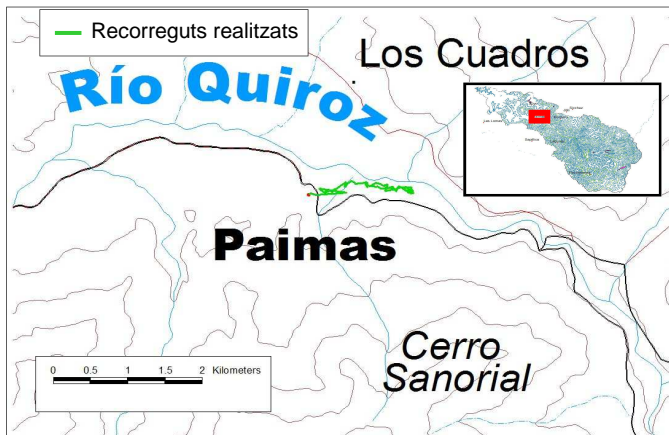 Recorreguts realitzats
Los Cuadros
Río Quiroz
Paimas
Cerro
Sanorial
0 0.5 1 1.5 2 Kilometers